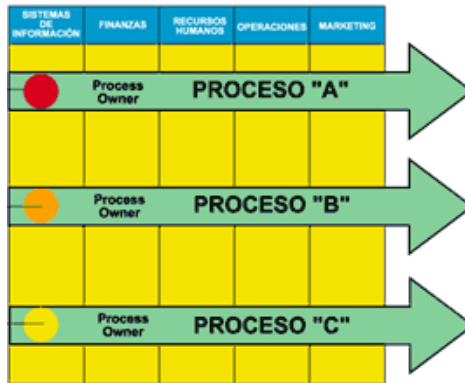 SISTEMAS
DE
INFORMACIÓN
FINANZAS
RECURSOS
HUMANOS
OPERACIONES
MARKETING
Process
Owner
PROCESO "A"
Process
Owner
PROCESO "B"
Process
Owner
PROCESO "C"